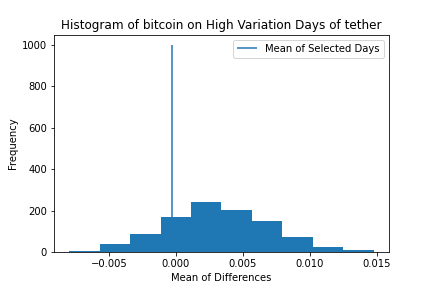 Histogram of bitcoin on High Variation Days of tether
Mean of Selected Days
Frequency
1000
800
600
400
200
0
−0.005
0.000
0.005
0.010
0.015
Mean of Differences